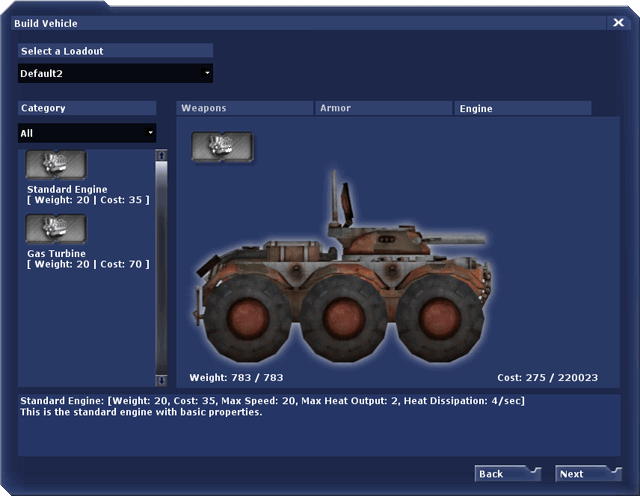 Build Vehicle
Select a Loadout
Default2
Category
Weapons
Armor
Engine
All
Standard Engine
[ Weight: 20 | Cost: 35 ]
Gas Turbine
[ Weight: 20 | Cost: 70 ]
Weight: 783 / 783
Cost: 275 / 220023
Standard Engine: [Weight: 20, Cost: 35, Max Speed: 20, Max Heat Output: 2, Heat Dissipation: 4/sec]
This is the standard engine with basic properties.
Back
Next